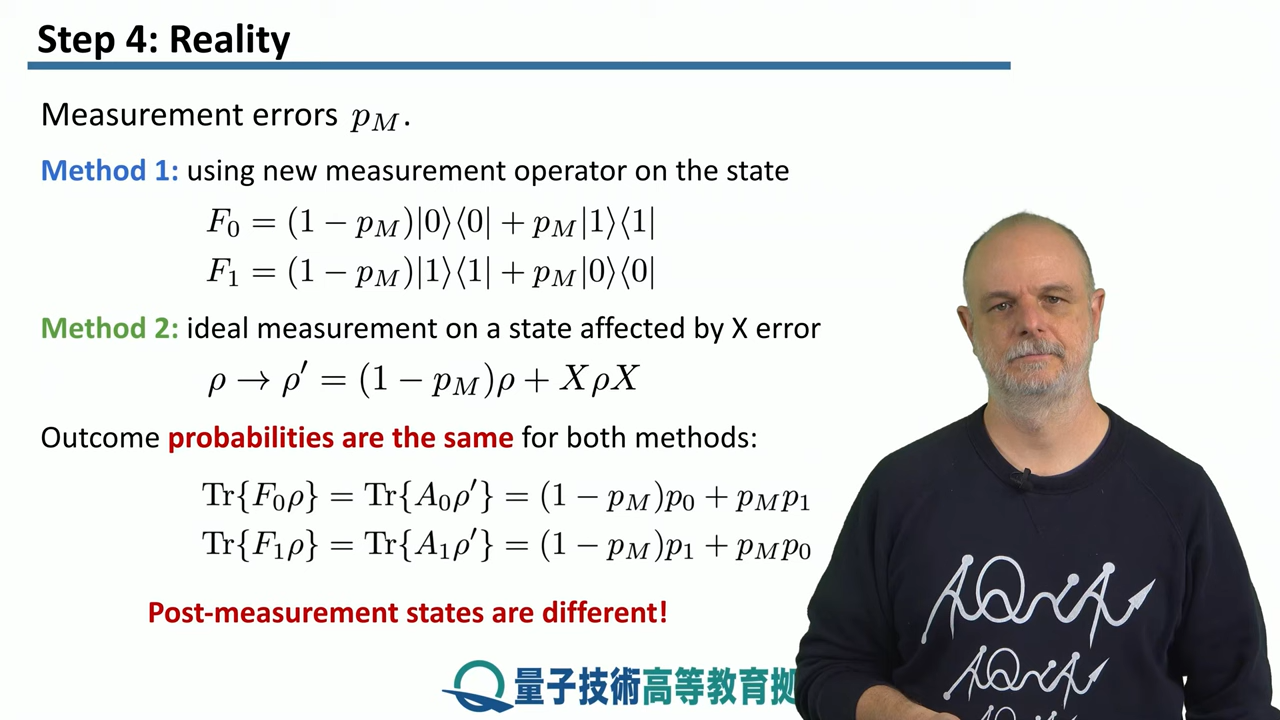 Step 4: Reality
Measurement errors p_M.
Method 1: using new measurement operator on the state
F_0 = (1 − p_M)|0⟩⟨0| + p_M|1⟩⟨1|
F_1 = (1 − p_M)|1⟩⟨1| + p_M|0⟩⟨0|
Method 2: ideal measurement on a state affected by X error
ρ → ρ′ = (1 − p_M)ρ + XρX
Outcome probabilities are the same for both methods:
Tr{F_0ρ} = Tr{A_0ρ′} = (1 − p_M)p_0 + p_Mp_1
Tr{F_1ρ} = Tr{A_1ρ′} = (1 − p_M)p_1 + p_Mp_0
Post-measurement states are different!
量子技術高等教育拠
AQUA
AQUA